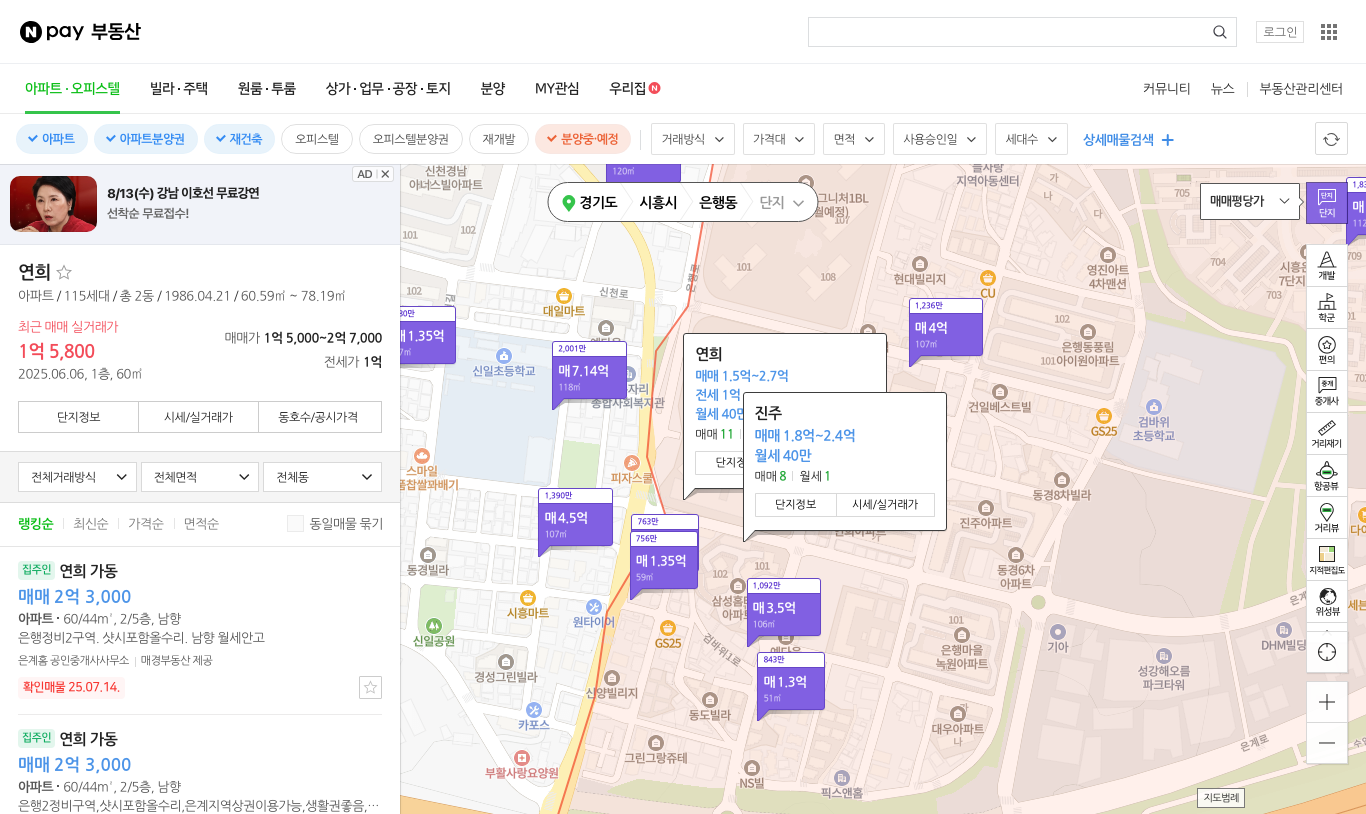 N pay 부동산
로그인
아파트 · 오피스텔
빌라 · 주택
원룸 · 투룸
상가 · 업무 · 공장 · 토지
분양
MY관심
우리집 N
커뮤니티
뉴스
부동산관리센터
아파트
아파트분양권
재건축
오피스텔
오피스텔분양권
재개발
분양중·예정
거래방식
가격대
면적
사용승인일
세대수
상세매물검색
AD
8/13(수) 강남 이호선 무료강연
선착순 무료접수!
연희
아파트 / 115세대 / 총 2동 / 1986.04.21 / 60.59㎡ ~ 78.19㎡
최근 매매 실거래가
1억 5,800
2025.06.06, 1층, 60㎡
매매가 1억 5,000~2억 7,000
전세가 1억
단지정보
시세/실거래가
동호수/공시가격
전체거래방식
전체면적
전체동
랭킹순
최신순
가격순
면적순
동일매물 묶기
집주인 연희 가동
매매 2억 3,000
아파트 · 60/44m², 2/5층, 남향
은행정비2구역. 샷시포함올수리, 남향 월세안고
은계홈 공인중개사사무소
매경부동산 제공
확인매물 25.07.14.
집주인 연희 가동
매매 2억 3,000
아파트 · 60/44m², 2/5층, 남향
은행2정비구역,샷시포함올수리,은계지역상권이용가능,생활권좋음,···
신천경남
아너스빌아파트
120㎡
경기도
시흥시
은행동
단지
지역아동센터
매매평당가
단지
단지
1,83
매
112
101
102
신천로
대일마트
101
108
현대빌리지
CU
영진아트
4차맨션
704
705
709
가
나
다
개발
학군
편의
중개
중개사
거리재기
항공뷰
거리뷰
지적편집도
위성뷰
매1.35억
신일초등학교
2,001만
매7.14억
118㎡
종합사회복지관
1,236만
매4억
107㎡
102
101
은행동풍림
아이원아파트
건일베스트빌
GS25
검바위
초등학교
연희
매매 1.5억~2.7억
전세 1억
월세 40만
매매 11
진주
매매 1.8억~2.4억
월세 40만
매매 8
월세 1
단지정보
시세/실거래가
스마일
피자스쿨
1,390만
매4.5억
107㎡
763만
756만
매1.35억
59㎡
동경8차빌라
진주아파트
동경6차
아파트
동경빌라
시흥마트
원타이어
신일공원
경성그린빌라
GS25
1,092만
매3.5억
106㎡
검바위1로
843만
매1.3억
51㎡
101
은행마을
녹원아파트
기아
성강해오름
파크타워
DHM빌딩
신양빌리지
카포스
동도빌라
대우아파트
나
그린그랑쥬테
부활사랑요양원
NS빌
픽스앤홈
은계로
지도범례